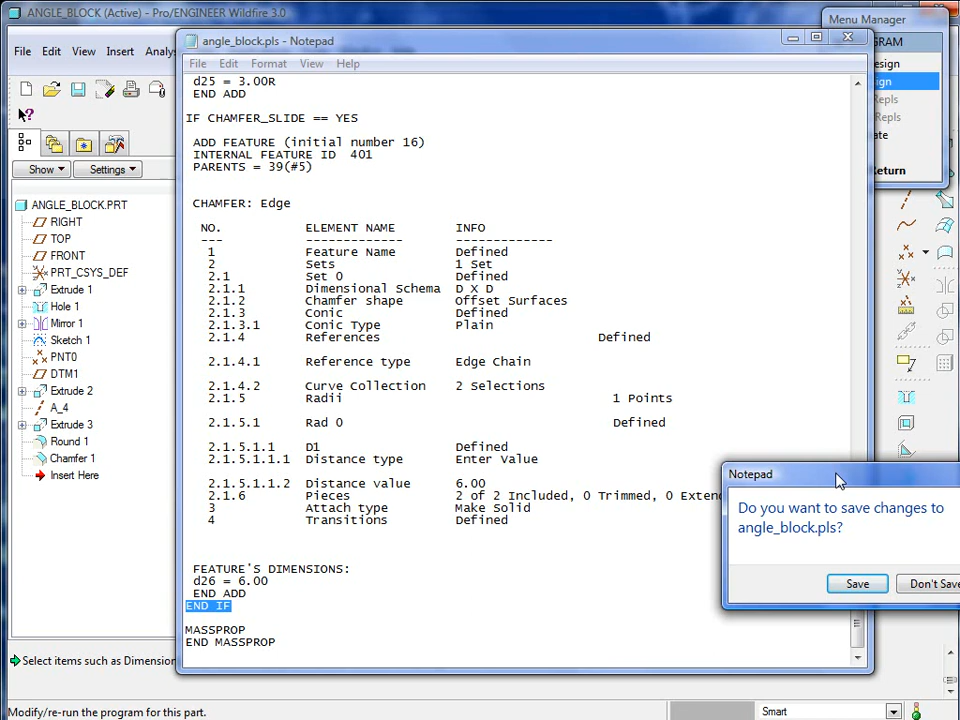 ANGLE_BLOCK (Active) - Pro/ENGINEER Wildfire 3.0
Menu Manager
File Edit View Insert Analys
angle_block.pls - Notepad
File Edit Format View Help
GRAM
esign
ign
Repls
Repls
ate
Return
Show
Settings
ANGLE_BLOCK.PRT
RIGHT
TOP
FRONT
PRT_CSYS_DEF
Extrude 1
Hole 1
Mirror 1
Sketch 1
PNT0
DTM1
Extrude 2
A_4
Extrude 3
Round 1
Chamfer 1
Insert Here
d25 = 3.00R
END ADD
IF CHAMFER_SLIDE == YES
ADD FEATURE (initial number 16)
INTERNAL FEATURE ID 401
PARENTS = 39(#5)
CHAMFER: Edge
NO. ELEMENT NAME INFO
--- ------------- -------------
1 Feature Name Defined
2 Sets 1 Set
2.1 Set 0 Defined
2.1.1 Dimensional Schema D X D
2.1.2 Chamfer shape Offset Surfaces
2.1.3 Conic Defined
2.1.3.1 Conic Type Plain
2.1.4 References Defined
2.1.4.1 Reference type Edge Chain
2.1.4.2 Curve Collection 2 Selections
2.1.5 Radii 1 Points
2.1.5.1 Rad 0 Defined
2.1.5.1.1 D1 Defined
2.1.5.1.1.1 Distance type Enter Value
2.1.5.1.1.2 Distance value 6.00
2.1.6 Pieces 2 of 2 Included, 0 Trimmed, 0 Exten
3 Attach type Make Solid
4 Transitions Defined
FEATURE'S DIMENSIONS:
d26 = 6.00
END ADD
END IF
MASSPROP
END MASSPROP
Notepad
Do you want to save changes to
angle_block.pls?
Save Don't Save
Select items such as Dimension
Modify/re-run the program for this part.
Smart